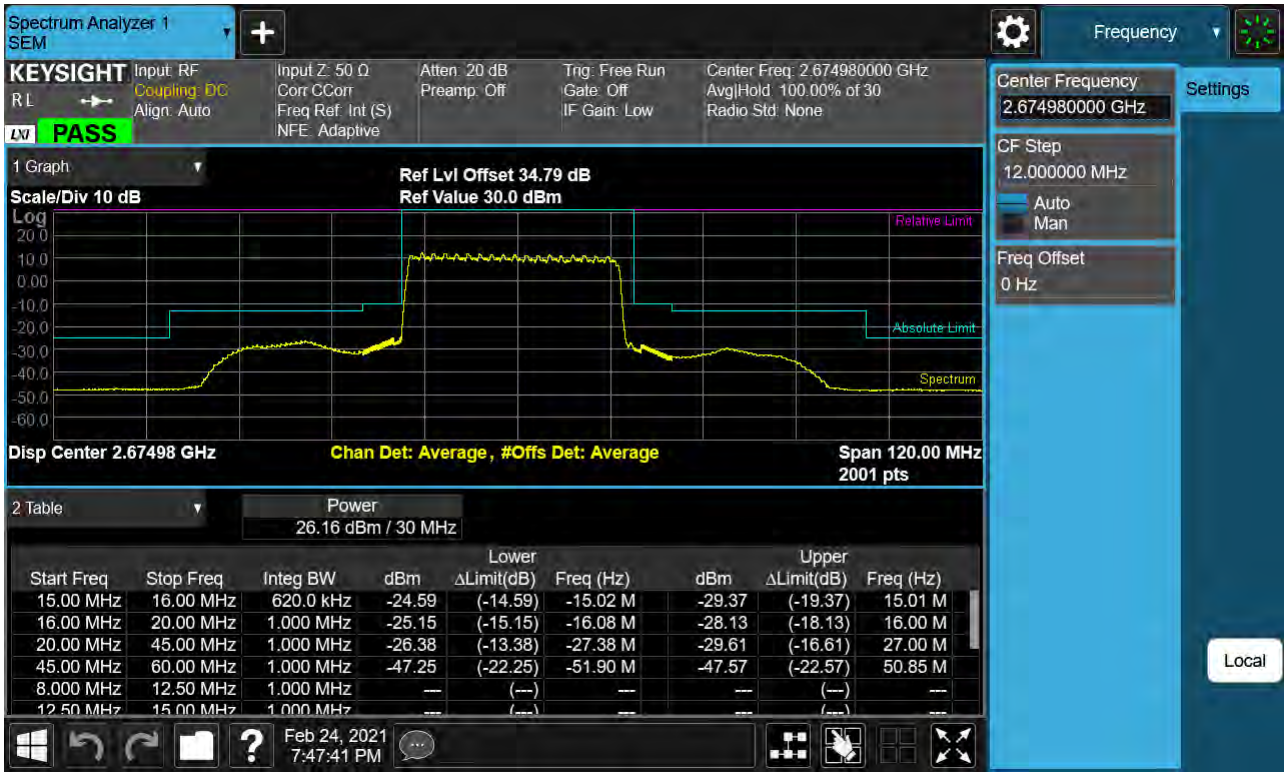 Spectrum Analyzer 1
SEM
Frequency
KEYSIGHT
RL
LXI
PASS
Input: RF
Coupling: DC
Align: Auto
Input Z: 50 Ω
Corr CCorr
Freq Ref: Int (S)
NFE: Adaptive
Atten: 20 dB
Preamp: Off
Trig: Free Run
Gate: Off
IF Gain: Low
Center Freq: 2.674980000 GHz
Avg|Hold: 100.00% of 30
Radio Std: None
Center Frequency
2.674980000 GHz
Settings
CF Step
12.000000 MHz
Auto
Man
Freq Offset
0 Hz
Local
1 Graph
Scale/Div 10 dB
Ref Lvl Offset 34.79 dB
Ref Value 30.0 dBm
Log
20.0
10.0
0.00
-10.0
-20.0
-30.0
-40.0
-50.0
-60.0
Relative Limit
Absolute Limit
Spectrum
Disp Center 2.67498 GHz
Chan Det: Average, #Offs Det: Average
Span 120.00 MHz
2001 pts
2 Table
Power
26.16 dBm / 30 MHz
Lower Upper
Start Freq Stop Freq Integ BW dBm ΔLimit(dB) Freq (Hz) dBm ΔLimit(dB) Freq (Hz)
15.00 MHz 16.00 MHz 620.0 kHz -24.59 (-14.59) -15.02 M -29.37 (-19.37) 15.01 M
16.00 MHz 20.00 MHz 1.000 MHz -25.15 (-15.15) -16.08 M -28.13 (-18.13) 16.00 M
20.00 MHz 45.00 MHz 1.000 MHz -26.38 (-13.38) -27.38 M -29.61 (-16.61) 27.00 M
45.00 MHz 60.00 MHz 1.000 MHz -47.25 (-22.25) -51.90 M -47.57 (-22.57) 50.85 M
8.000 MHz 12.50 MHz 1.000 MHz --- (---) --- --- (---) ---
12.50 MHz 15.00 MHz 1.000 MHz --- (---) --- --- (---) ---
?
Feb 24, 2021
7:47:41 PM